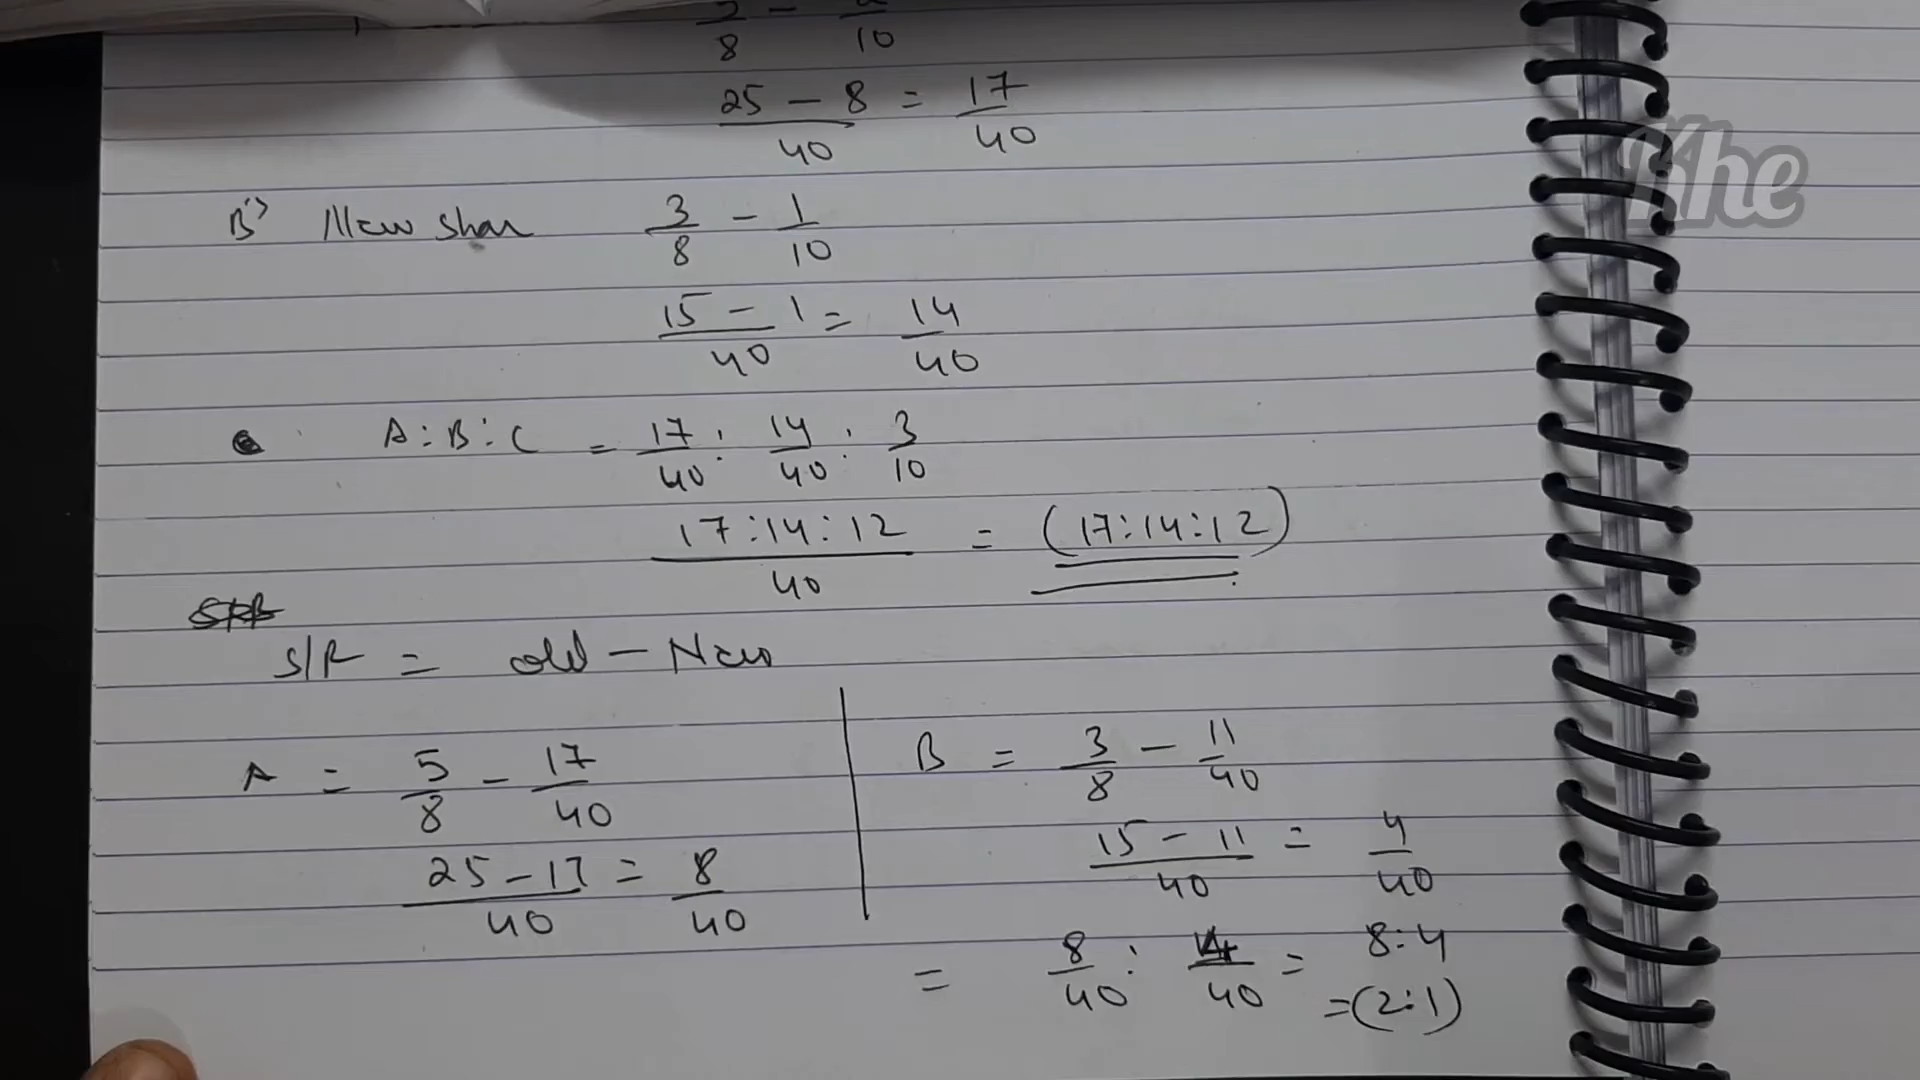 8 10
25 - 8 / 40 = 17/40
B's New share 3/8 - 1/10
15 - 1 / 40 = 14/40
A : B : C = 17/40 : 14/40 : 3/10
17 : 14 : 12 / 40 = (17:14:12)
S/R = old - New
A = 5/8 - 17/40
25 - 17 / 40 = 8/40
B = 3/8 - 11/40
15 - 11 / 40 = 4/40
= 8/40 : 4/40 = 8:4
= (2:1)
Khe